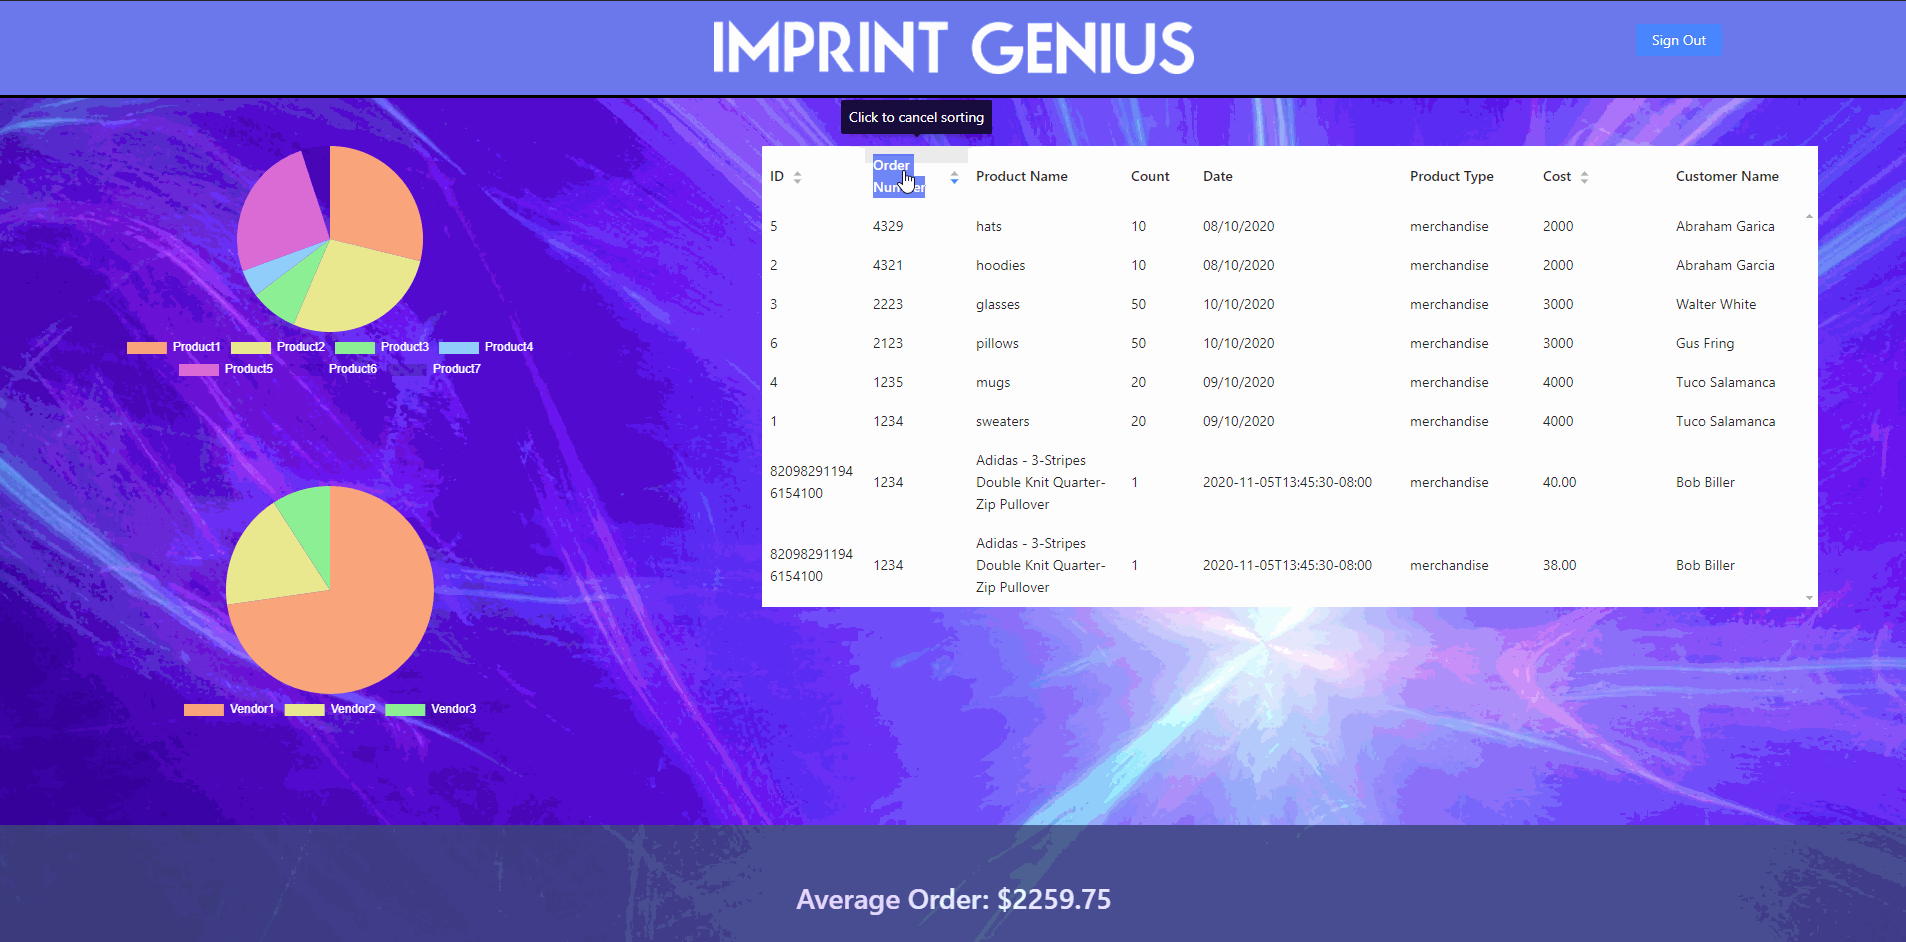 IMPRINT GENIUS
Sign Out
Click to cancel sorting
ID Order Number Product Name Count Date Product Type Cost Customer Name
5 4329 hats 10 08/10/2020 merchandise 2000 Abraham Garica
2 4321 hoodies 10 08/10/2020 merchandise 2000 Abraham Garcia
3 2223 glasses 50 10/10/2020 merchandise 3000 Walter White
6 2123 pillows 50 10/10/2020 merchandise 3000 Gus Fring
4 1235 mugs 20 09/10/2020 merchandise 4000 Tuco Salamanca
1 1234 sweaters 20 09/10/2020 merchandise 4000 Tuco Salamanca
82098291194 6154100 1234 Adidas - 3-Stripes Double Knit Quarter-Zip Pullover 1 2020-11-05T13:45:30-08:00 merchandise 40.00 Bob Biller
82098291194 6154100 1234 Adidas - 3-Stripes Double Knit Quarter-Zip Pullover 1 2020-11-05T13:45:30-08:00 merchandise 38.00 Bob Biller
Product1 Product2 Product3 Product4
Product5 Product6 Product7
Vendor1 Vendor2 Vendor3
Average Order: $2259.75